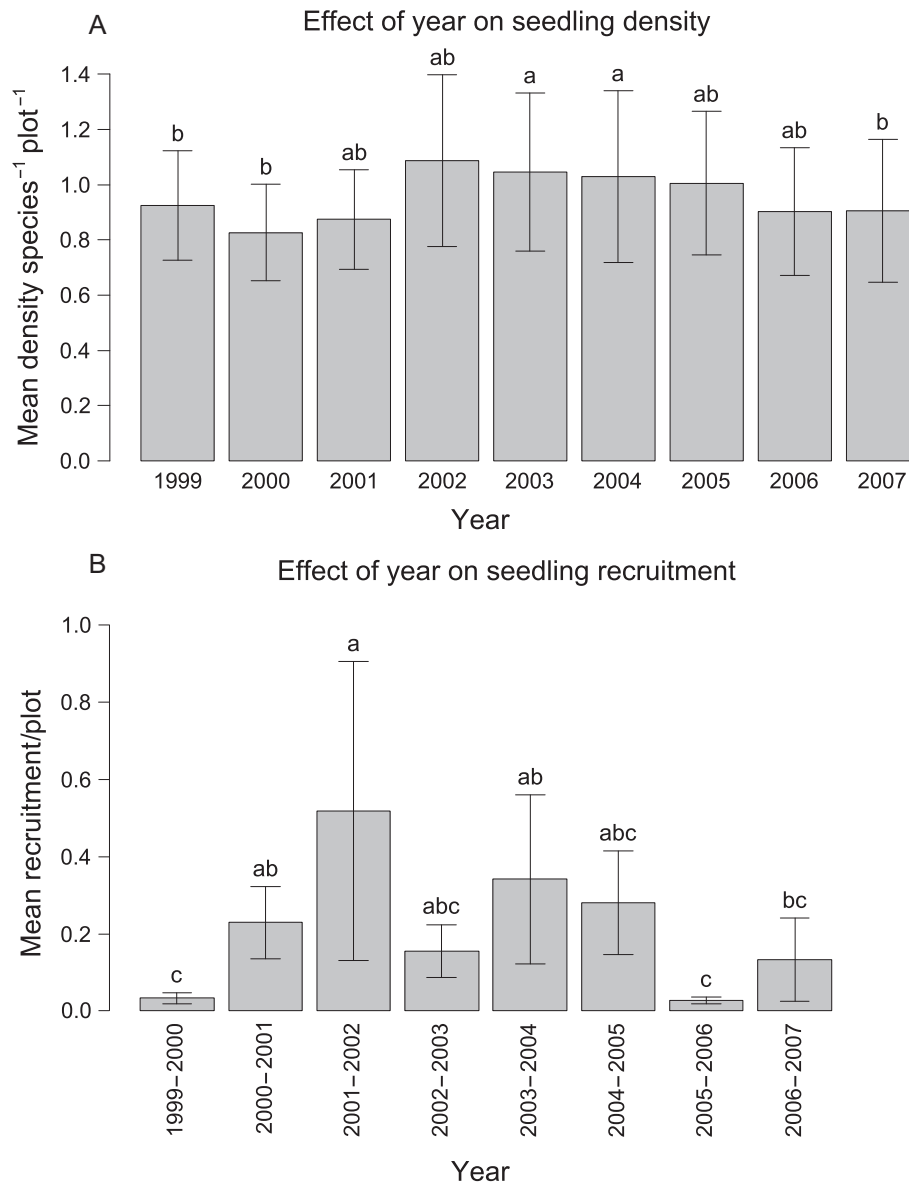 A
Effect of year on seedling density
Mean density species⁻¹ plot⁻¹
1.4
1.2
1.0
0.8
0.6
0.4
0.2
0.0
b
b
ab
ab
a
a
ab
ab
b
1999 2000 2001 2002 2003 2004 2005 2006 2007
Year
B
Effect of year on seedling recruitment
Mean recruitment/plot
1.0
0.8
0.6
0.4
0.2
0.0
c
ab
a
abc
ab
abc
c
bc
1999–2000
2000–2001
2001–2002
2002–2003
2003–2004
2004–2005
2005–2006
2006–2007
Year